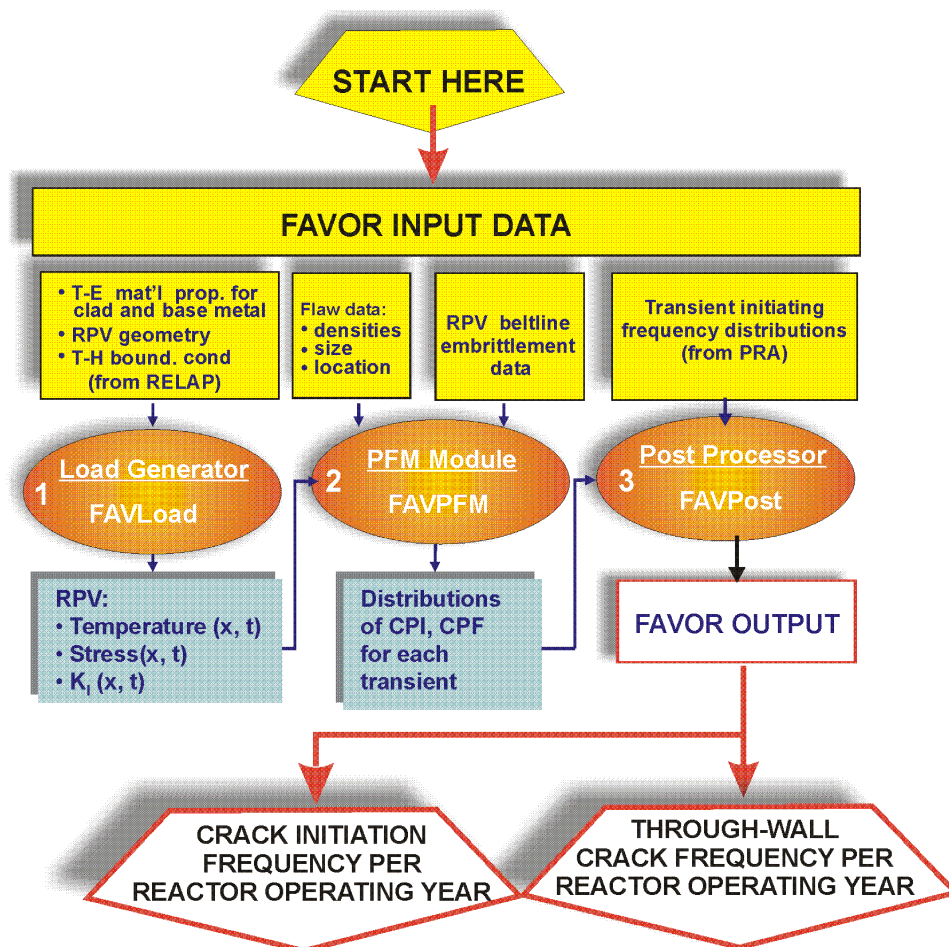 START HERE
FAVOR INPUT DATA
• T-E mat'l prop. for
clad and base metal
• RPV geometry
• T-H bound. cond
(from RELAP)
Flaw data:
• densities
• size
• location
RPV beltline
embrittlement
data
Transient initiating
frequency distributions
(from PRA)
1
Load Generator
FAVLoad
2
PFM Module
FAVPFM
3
Post Processor
FAVPost
RPV:
• Temperature (x, t)
• Stress(x, t)
• KI (x, t)
Distributions
of CPI, CPF
for each
transient
FAVOR OUTPUT
CRACK INITIATION
FREQUENCY PER
REACTOR OPERATING YEAR
THROUGH-WALL
CRACK FREQUENCY PER
REACTOR OPERATING YEAR